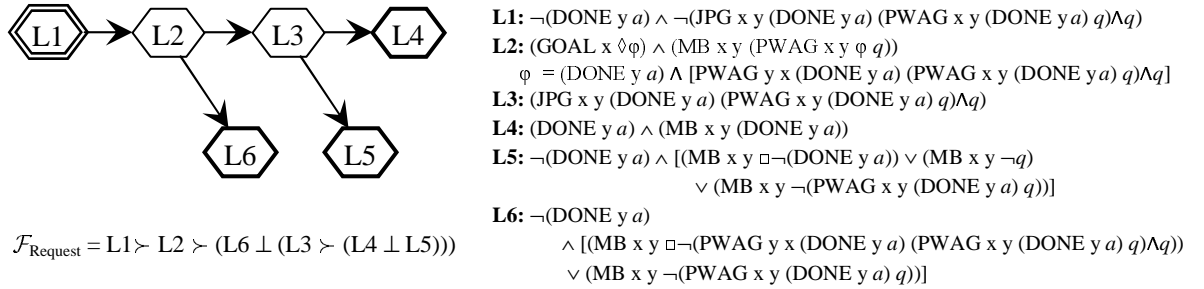 L1 L2 L3 L4
L6 L5
ℱRequest = L1≻ L2 ≻ (L6 ⊥ (L3 ≻ (L4 ⊥ L5)))
L1: ¬(DONE y a) ∧ ¬(JPG x y (DONE y a) (PWAG x y (DONE y a) q)∧q)
L2: (GOAL x ◊φ) ∧ (MB x y (PWAG x y φ q))
φ = (DONE y a) ∧ [PWAG y x (DONE y a) (PWAG x y (DONE y a) q)∧q]
L3: (JPG x y (DONE y a) (PWAG x y (DONE y a) q)∧q)
L4: (DONE y a) ∧ (MB x y (DONE y a))
L5: ¬(DONE y a) ∧ [(MB x y □¬(DONE y a)) ∨ (MB x y ¬q)
∨ (MB x y ¬(PWAG x y (DONE y a) q))]
L6: ¬(DONE y a)
∧ [(MB x y □¬(PWAG y x (DONE y a) (PWAG x y (DONE y a) q)∧q))
∨ (MB x y ¬(PWAG x y (DONE y a) q))]